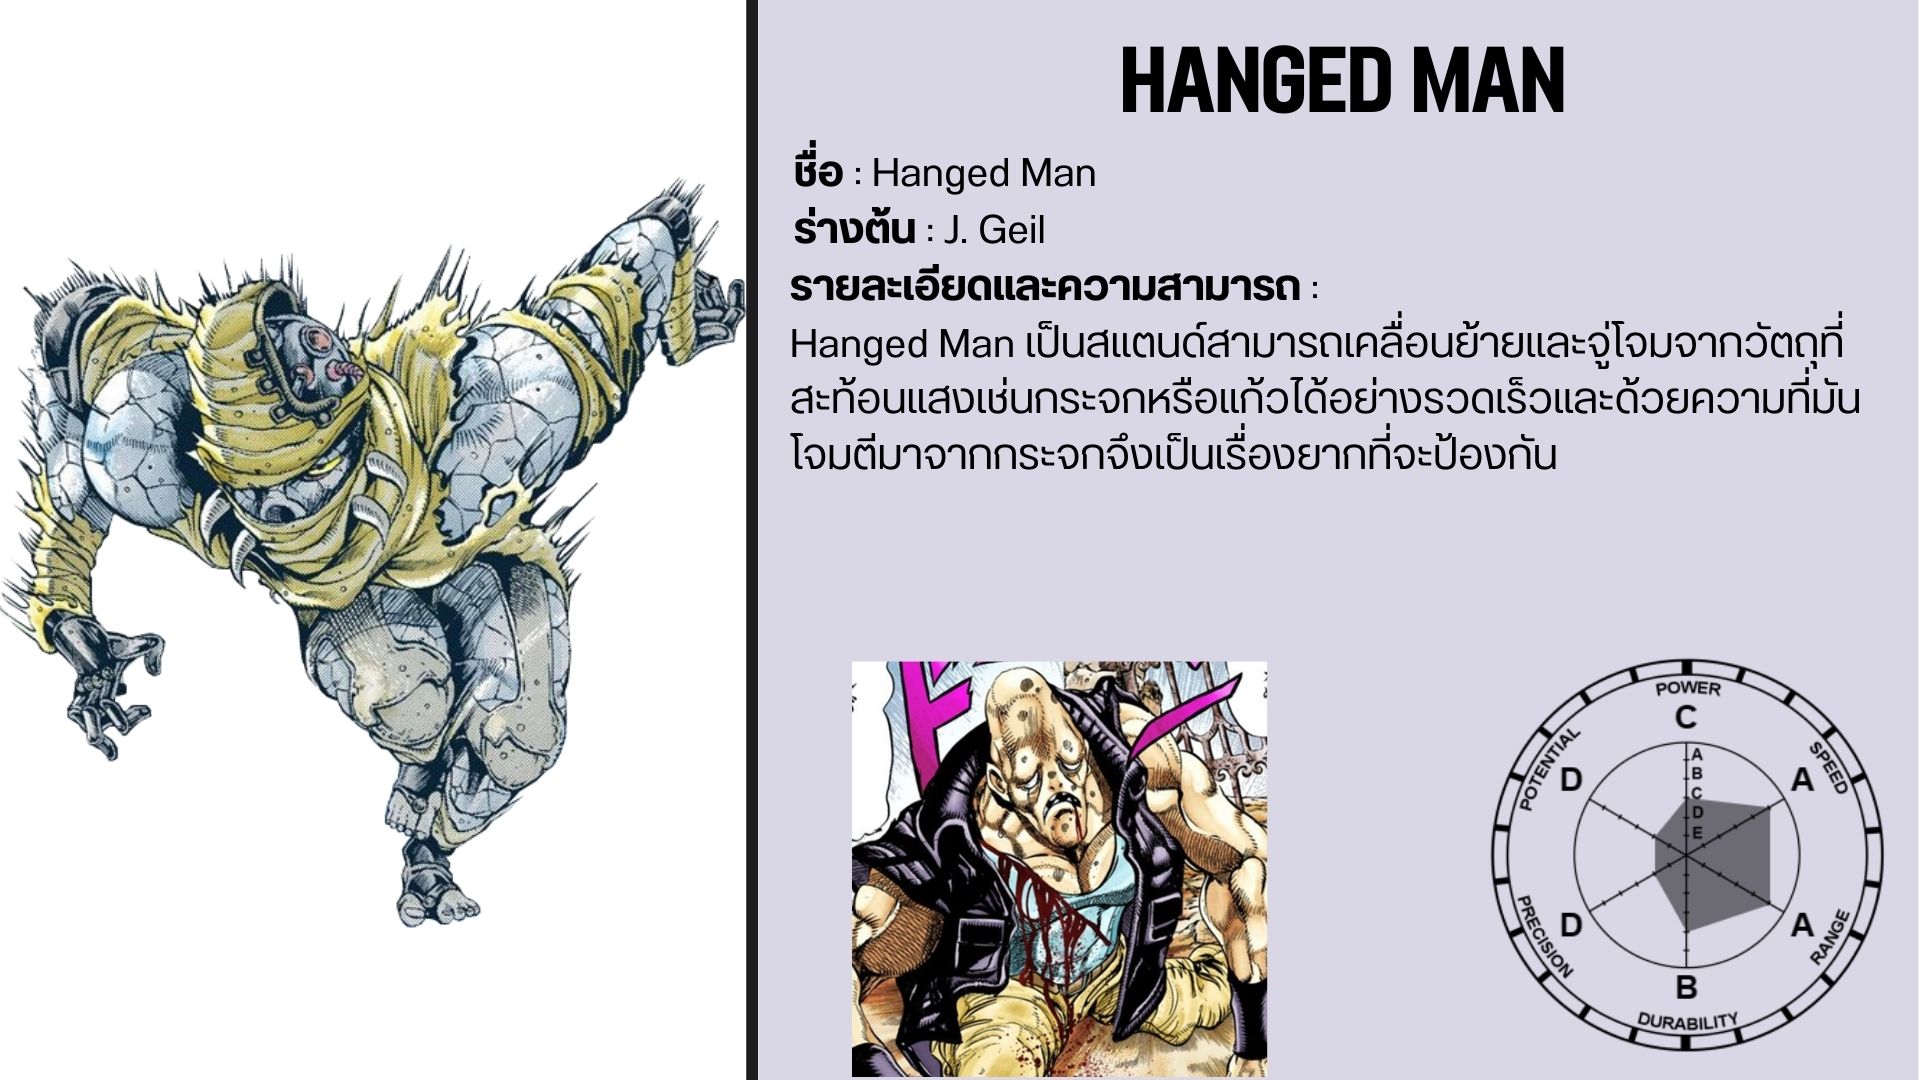 HANGED MAN
ชื่อ : Hanged Man
ร่างต้น : J. Geil
รายละเอียดและความสามารถ :
Hanged Man เป็นสแตนด์สามารถเคลื่อนย้ายและจู่โจมจากวัตถุที่
สะท้อนแสงเช่นกระจกหรือแก้วได้อย่างรวดเร็วและด้วยความที่มัน
โจมตีมาจากกระจกจึงเป็นเรื่องยากที่จะป้องกัน
POWER
C
POTENTIAL
D
SPEED
A
A
B
C
D
E
PRECISION
D
RANGE
A
B
DURABILITY